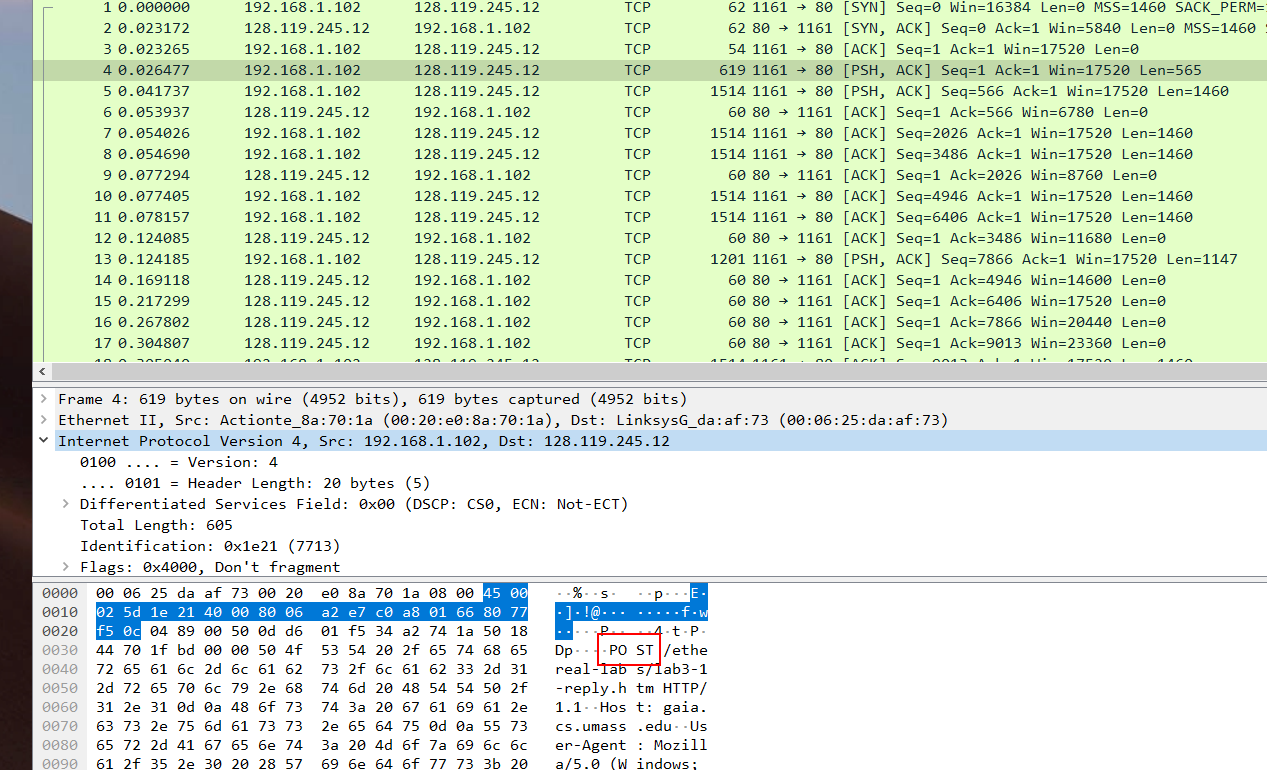 1 0.000000 192.168.1.102 128.119.245.12 TCP 62 1161 → 80 [SYN] Seq=0 Win=16384 Len=0 MSS=1460 SACK_PERM=
2 0.023172 128.119.245.12 192.168.1.102 TCP 62 80 → 1161 [SYN, ACK] Seq=0 Ack=1 Win=5840 Len=0 MSS=1460
3 0.023265 192.168.1.102 128.119.245.12 TCP 54 1161 → 80 [ACK] Seq=1 Ack=1 Win=17520 Len=0
4 0.026477 192.168.1.102 128.119.245.12 TCP 619 1161 → 80 [PSH, ACK] Seq=1 Ack=1 Win=17520 Len=565
5 0.041737 192.168.1.102 128.119.245.12 TCP 1514 1161 → 80 [PSH, ACK] Seq=566 Ack=1 Win=17520 Len=1460
6 0.053937 128.119.245.12 192.168.1.102 TCP 60 80 → 1161 [ACK] Seq=1 Ack=566 Win=6780 Len=0
7 0.054026 192.168.1.102 128.119.245.12 TCP 1514 1161 → 80 [ACK] Seq=2026 Ack=1 Win=17520 Len=1460
8 0.054690 192.168.1.102 128.119.245.12 TCP 1514 1161 → 80 [ACK] Seq=3486 Ack=1 Win=17520 Len=1460
9 0.077294 128.119.245.12 192.168.1.102 TCP 60 80 → 1161 [ACK] Seq=1 Ack=2026 Win=8760 Len=0
10 0.077405 192.168.1.102 128.119.245.12 TCP 1514 1161 → 80 [ACK] Seq=4946 Ack=1 Win=17520 Len=1460
11 0.078157 192.168.1.102 128.119.245.12 TCP 1514 1161 → 80 [ACK] Seq=6406 Ack=1 Win=17520 Len=1460
12 0.124085 128.119.245.12 192.168.1.102 TCP 60 80 → 1161 [ACK] Seq=1 Ack=3486 Win=11680 Len=0
13 0.124185 192.168.1.102 128.119.245.12 TCP 1201 1161 → 80 [PSH, ACK] Seq=7866 Ack=1 Win=17520 Len=1147
14 0.169118 128.119.245.12 192.168.1.102 TCP 60 80 → 1161 [ACK] Seq=1 Ack=4946 Win=14600 Len=0
15 0.217299 128.119.245.12 192.168.1.102 TCP 60 80 → 1161 [ACK] Seq=1 Ack=6406 Win=17520 Len=0
16 0.267802 128.119.245.12 192.168.1.102 TCP 60 80 → 1161 [ACK] Seq=1 Ack=7866 Win=20440 Len=0
17 0.304807 128.119.245.12 192.168.1.102 TCP 60 80 → 1161 [ACK] Seq=1 Ack=9013 Win=23360 Len=0
Frame 4: 619 bytes on wire (4952 bits), 619 bytes captured (4952 bits)
Ethernet II, Src: Actionte_8a:70:1a (00:20:e0:8a:70:1a), Dst: LinksysG_da:af:73 (00:06:25:da:af:73)
Internet Protocol Version 4, Src: 192.168.1.102, Dst: 128.119.245.12
0100 .... = Version: 4
.... 0101 = Header Length: 20 bytes (5)
Differentiated Services Field: 0x00 (DSCP: CS0, ECN: Not-ECT)
Total Length: 605
Identification: 0x1e21 (7713)
Flags: 0x4000, Don't fragment
0000 00 06 25 da af 73 00 20 e0 8a 70 1a 08 00 45 00 ··%··s· ··p···E·
0010 02 5d 1e 21 40 00 80 06 a2 e7 c0 a8 01 66 80 77 ·]·!@··· ·····f·w
0020 f5 0c 04 89 00 50 0d d6 01 f5 34 a2 74 1a 50 18 ·····P·· ··4·t·P·
0030 44 70 1f bd 00 00 50 4f 53 54 20 2f 65 74 68 65 Dp····PO ST /ethe
0040 72 65 61 6c 2d 6c 61 62 73 2f 6c 61 62 33 2d 31 real-lab s/lab3-1
0050 2d 72 65 70 6c 79 2e 68 74 6d 20 48 54 54 50 2f -reply.h tm HTTP/
0060 31 2e 31 0d 0a 48 6f 73 74 3a 20 67 61 69 61 2e 1.1··Hos t: gaia.
0070 63 73 2e 75 6d 61 73 73 2e 65 64 75 0d 0a 55 73 cs.umass .edu··Us
0080 65 72 2d 41 67 65 6e 74 3a 20 4d 6f 7a 69 6c 6c er-Agent : Mozill
0090 61 2f 35 2e 30 20 28 57 69 6e 64 6f 77 73 3b 20 a/5.0 (W indows;